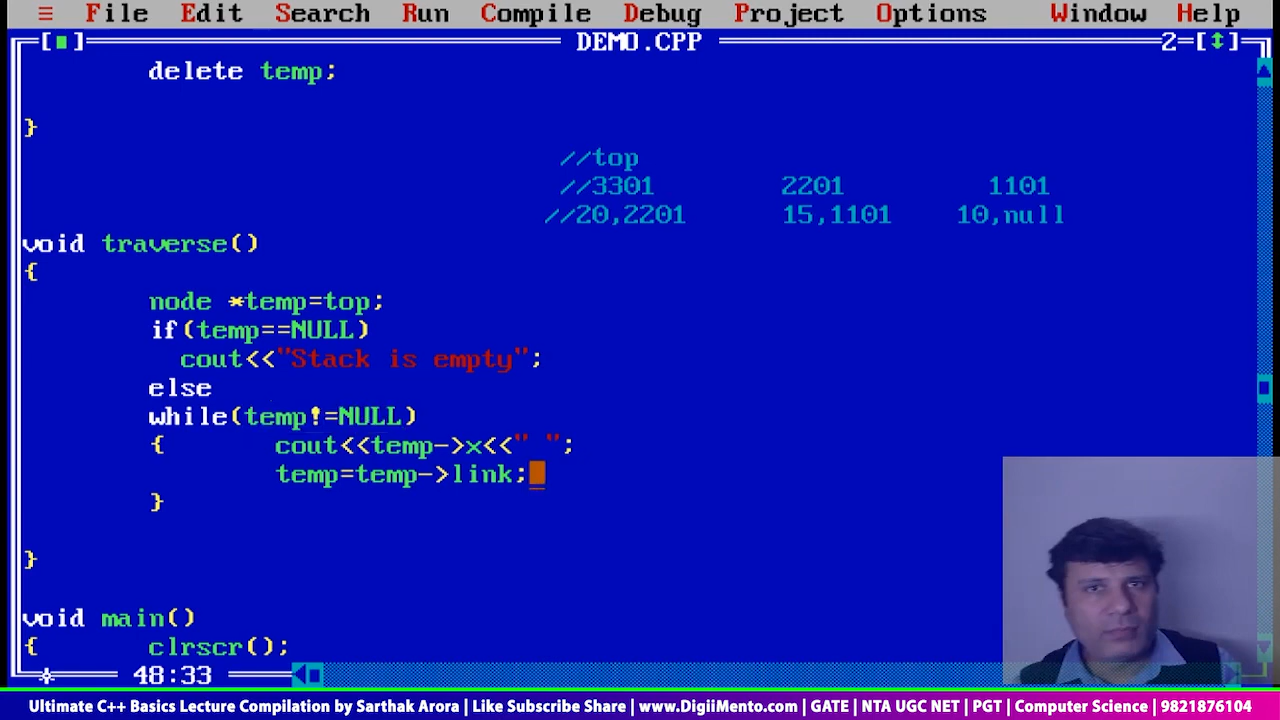 ≡ File Edit Search Run Compile Debug Project Options Window Help
[■] DEMO.CPP 2=[↕]
delete temp;
}
//top
//3301 2201 1101
//20,2201 15,1101 10,null
void traverse()
{
node *temp=top;
if(temp==NULL)
cout<<"Stack is empty";
else
while(temp!=NULL)
{ cout<<temp->x<<" ";
temp=temp->link;
}
}
void main()
{ clrscr();
48:33
Ultimate C++ Basics Lecture Compilation by Sarthak Arora | Like Subscribe Share | www.DigiiMento.com | GATE | NTA UGC NET | PGT | Computer Science | 9821876104